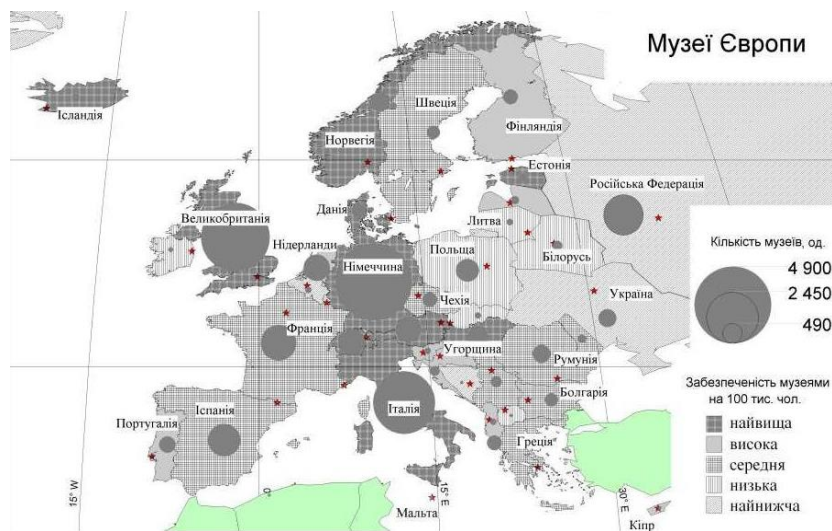 Музеї Європи
Ісландія
Швеція
Фінляндія
Норвегія
Естонія
Російська Федерація
Данія
Великобританія
Литва
Нідерланди
Польща
Білорусь
Німеччина
Чехія
Україна
Франція
Угорщина
Румунія
Болгарія
Італія
Іспанія
Португалія
Греція
Мальта
Кіпр
15° W
0°
15° E
30° E
Кількість музеїв, од.
4 900
2 450
490
Забезпеченість музеями
на 100 тис. чол.
найвища
висока
середня
низька
найнижча